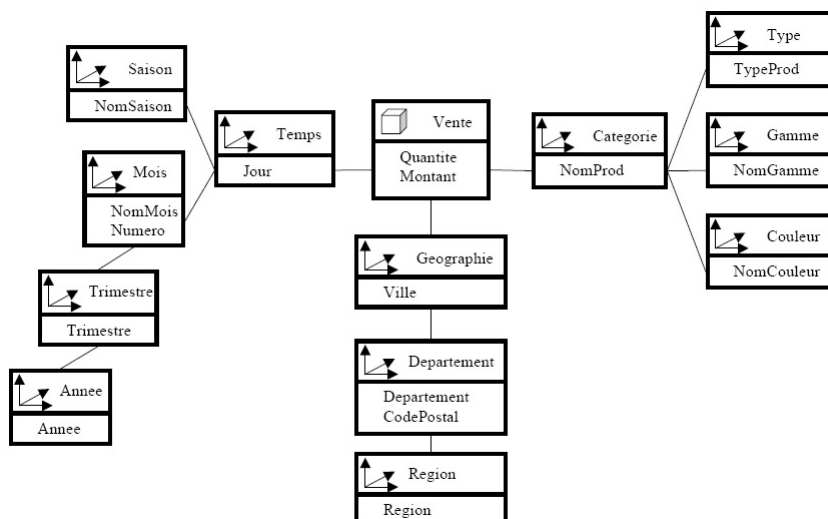 Saison
NomSaison
Mois
NomMois
Numero
Trimestre
Trimestre
Annee
Annee
Temps
Jour
Vente
Quantite
Montant
Geographie
Ville
Departement
Departement
CodePostal
Region
Region
Categorie
NomProd
Type
TypeProd
Gamme
NomGamme
Couleur
NomCouleur